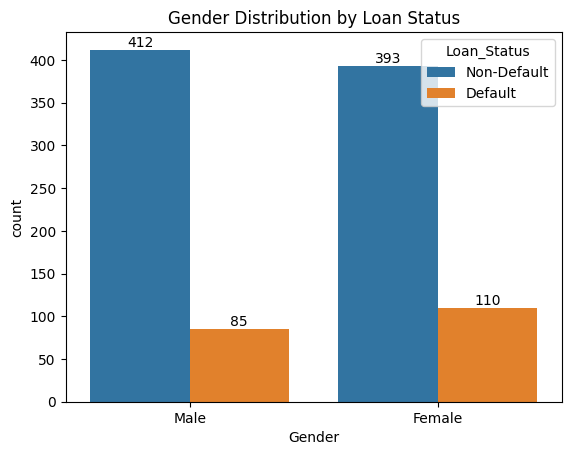 Gender Distribution by Loan Status
412
393
85
110
Loan_Status
Non-Default
Default
400
350
300
250
200
150
100
50
0
count
Male
Female
Gender